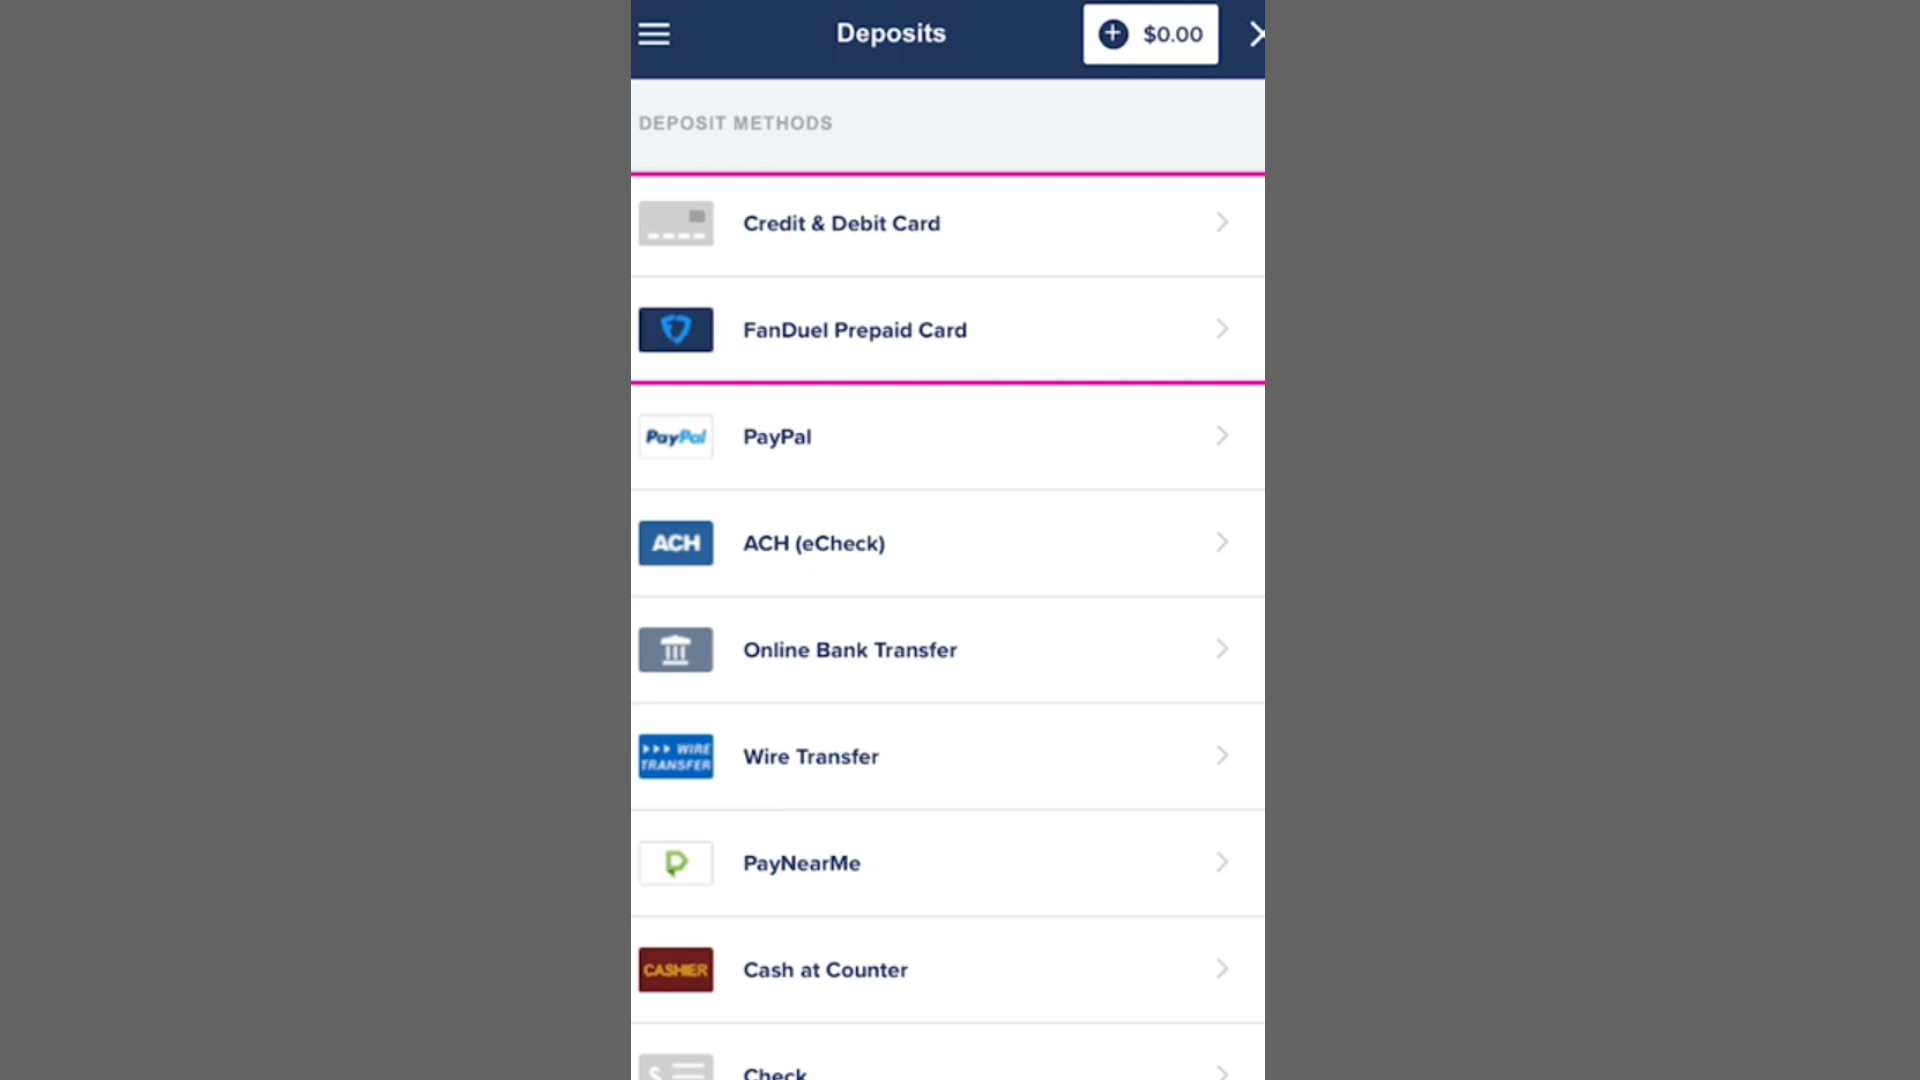 Deposits
$0.00
DEPOSIT METHODS
Credit & Debit Card
FanDuel Prepaid Card
PayPal
PayPal
ACH
ACH (eCheck)
Online Bank Transfer
WIRE
TRANSFER
Wire Transfer
PayNearMe
CASHIER
Cash at Counter
$
Check